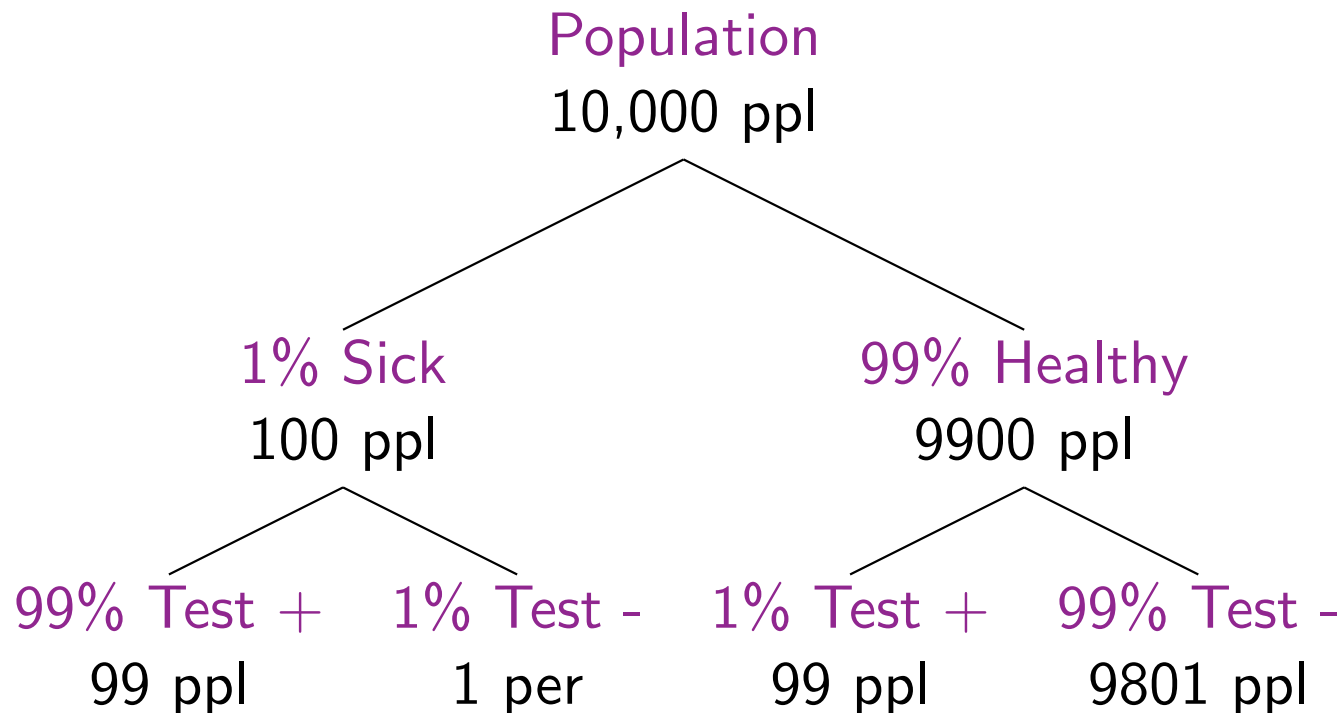 Population
10,000 ppl
1% Sick
99% Healthy
100 ppl
9900 ppl
99% Test +
1% Test -
1% Test +
99% Test -
99 ppl
1 per
99 ppl
9801 ppl